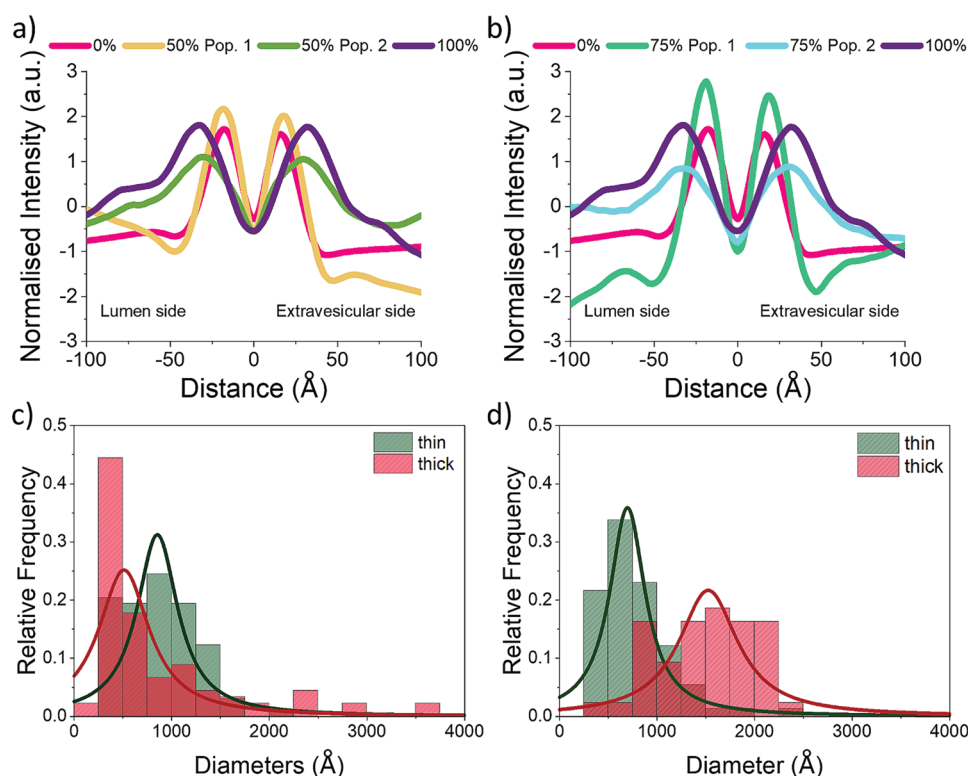 a)
0% 50% Pop. 1 50% Pop. 2 100%
Normalised Intensity (a.u.)
3
2
1
0
-1
-2
-3
Lumen side Extravesicular side
-100 -50 0 50 100
Distance (Å)
b)
0% 75% Pop. 1 75% Pop. 2 100%
Normalised Intensity (a.u.)
3
2
1
0
-1
-2
-3
Lumen side Extravesicular side
-100 -50 0 50 100
Distance (Å)
c)
thin
thick
Relative Frequency
0.5
0.4
0.3
0.2
0.1
0.0
0 1000 2000 3000 4000
Diameters (Å)
d)
thin
thick
Relative Frequency
0.5
0.4
0.3
0.2
0.1
0.0
0 1000 2000 3000 4000
Diameter (Å)